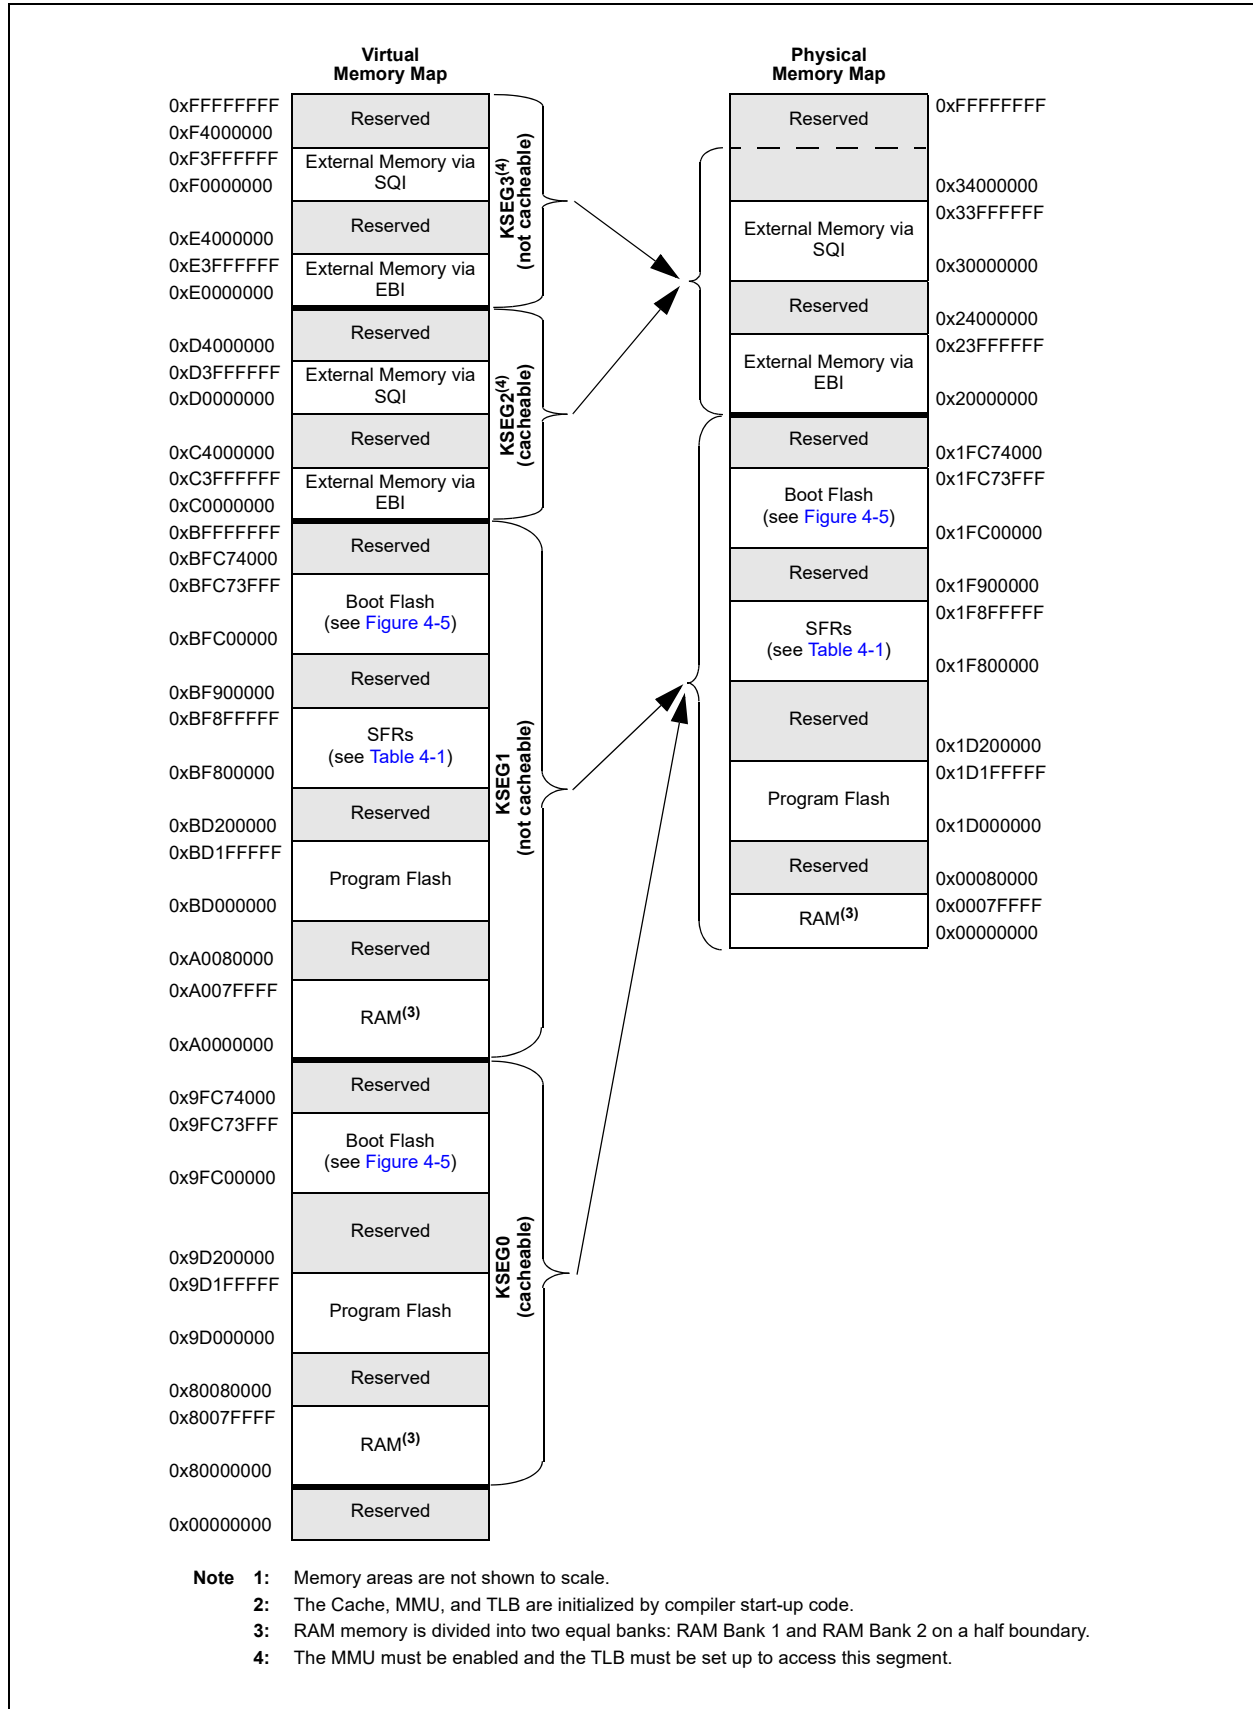 Virtual
Memory Map
0xFFFFFFFF
Reserved
0xF4000000
0xF3FFFFFF
External Memory via
SQI
0xF0000000
Reserved
0xE4000000
0xE3FFFFFF
External Memory via
EBI
0xE0000000
KSEG3(4)
(not cacheable)
Reserved
0xD4000000
0xD3FFFFFF
External Memory via
SQI
0xD0000000
Reserved
0xC4000000
0xC3FFFFFF
External Memory via
EBI
0xC0000000
KSEG2(4)
(cacheable)
0xBFFFFFFF
Reserved
0xBFC74000
0xBFC73FFF
Boot Flash
(see Figure 4-5)
0xBFC00000
Reserved
0xBF900000
0xBF8FFFFF
SFRs
(see Table 4-1)
0xBF800000
Reserved
0xBD200000
0xBD1FFFFF
Program Flash
0xBD000000
Reserved
0xA0080000
0xA007FFFF
RAM(3)
0xA0000000
KSEG1
(not cacheable)
Reserved
0x9FC74000
0x9FC73FFF
Boot Flash
(see Figure 4-5)
0x9FC00000
Reserved
0x9D200000
0x9D1FFFFF
Program Flash
0x9D000000
Reserved
0x80080000
0x8007FFFF
RAM(3)
0x80000000
KSEG0
(cacheable)
Reserved
0x00000000
Physical
Memory Map
0xFFFFFFFF
Reserved
0x34000000
0x33FFFFFF
External Memory via
SQI
0x30000000
Reserved
0x24000000
0x23FFFFFF
External Memory via
EBI
0x20000000
Reserved
0x1FC74000
0x1FC73FFF
Boot Flash
(see Figure 4-5)
0x1FC00000
Reserved
0x1F900000
0x1F8FFFFF
SFRs
(see Table 4-1)
0x1F800000
Reserved
0x1D200000
0x1D1FFFFF
Program Flash
0x1D000000
Reserved
0x00080000
0x0007FFFF
RAM(3)
0x00000000
Note 1: Memory areas are not shown to scale.
2: The Cache, MMU, and TLB are initialized by compiler start-up code.
3: RAM memory is divided into two equal banks: RAM Bank 1 and RAM Bank 2 on a half boundary.
4: The MMU must be enabled and the TLB must be set up to access this segment.